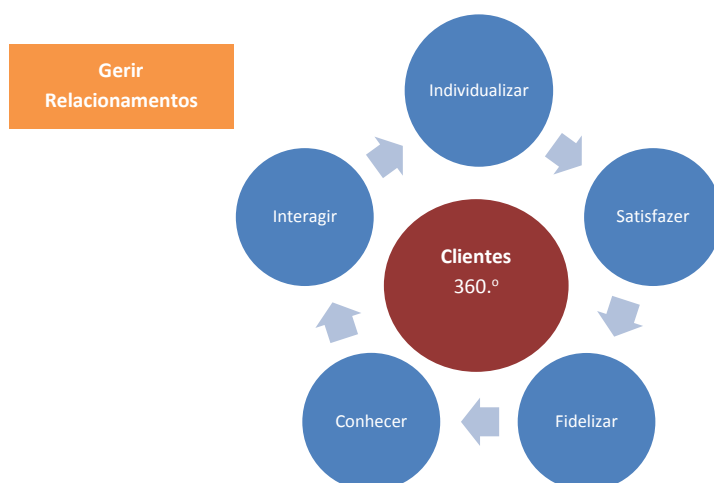 Gerir
Relacionamentos
Individualizar
Interagir
Satisfazer
Clientes
360.º
Conhecer
Fidelizar